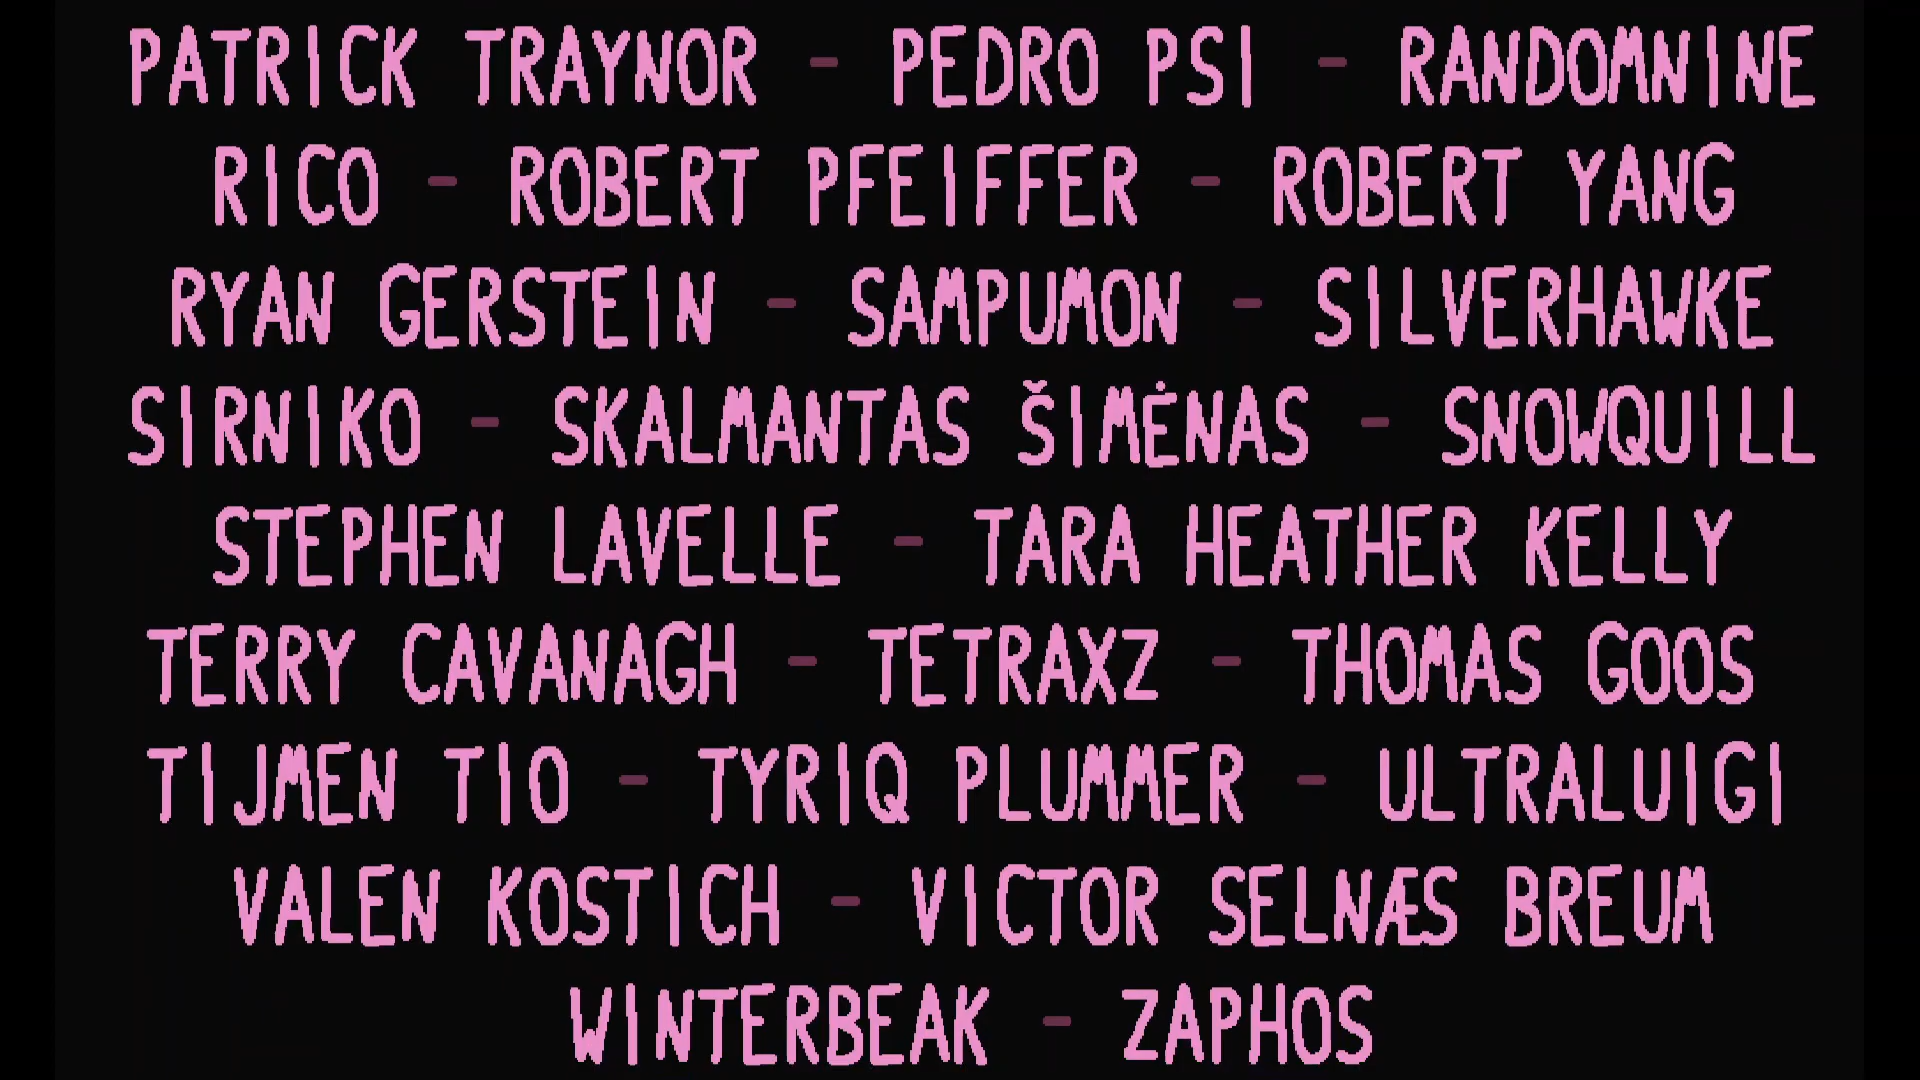 PATRICK TRAYNOR - PEDRO PSI - RANDOMNINE
RICO - ROBERT PFEIFFER - ROBERT YANG
RYAN GERSTEIN - SAMPUMON - SILVERHAWKE
SIRNIKO - SKALMANTAS ŠIMĖNAS - SNOWQUILL
STEPHEN LAVELLE - TARA HEATHER KELLY
TERRY CAVANAGH - TETRAXZ - THOMAS GOOS
TIJMEN TIO - TYRIQ PLUMMER - ULTRALUIGI
VALEN KOSTICH - VICTOR SELNÆS BREUM
WINTERBEAK - ZAPHOS